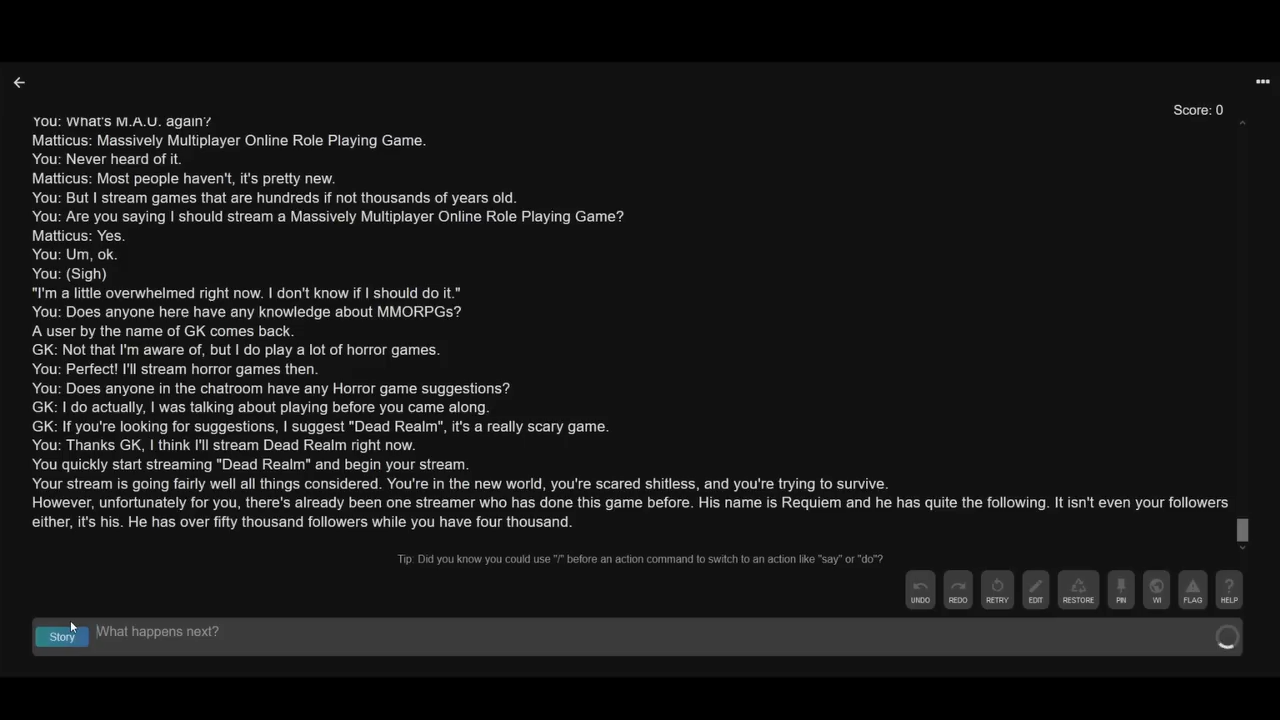 Score: 0
You: What's M.A.U. again?
Matticus: Massively Multiplayer Online Role Playing Game.
You: Never heard of it.
Matticus: Most people haven't, it's pretty new.
You: But I stream games that are hundreds if not thousands of years old.
You: Are you saying I should stream a Massively Multiplayer Online Role Playing Game?
Matticus: Yes.
You: Um, ok.
You: (Sigh)
"I'm a little overwhelmed right now. I don't know if I should do it."
You: Does anyone here have any knowledge about MMORPGs?
A user by the name of GK comes back.
GK: Not that I'm aware of, but I do play a lot of horror games.
You: Perfect! I'll stream horror games then.
You: Does anyone in the chatroom have any Horror game suggestions?
GK: I do actually, I was talking about playing before you came along.
GK: If you're looking for suggestions, I suggest "Dead Realm", it's a really scary game.
You: Thanks GK, I think I'll stream Dead Realm right now.
You quickly start streaming "Dead Realm" and begin your stream.
Your stream is going fairly well all things considered. You're in the new world, you're scared shitless, and you're trying to survive.
However, unfortunately for you, there's already been one streamer who has done this game before. His name is Requiem and he has quite the following. It isn't even your followers
either, it's his. He has over fifty thousand followers while you have four thousand.
Tip: Did you know you could use "/" before an action command to switch to an action like "say" or "do"?
UNDO REDO RETRY EDIT RESTORE PIN WI FLAG HELP
Story What happens next?